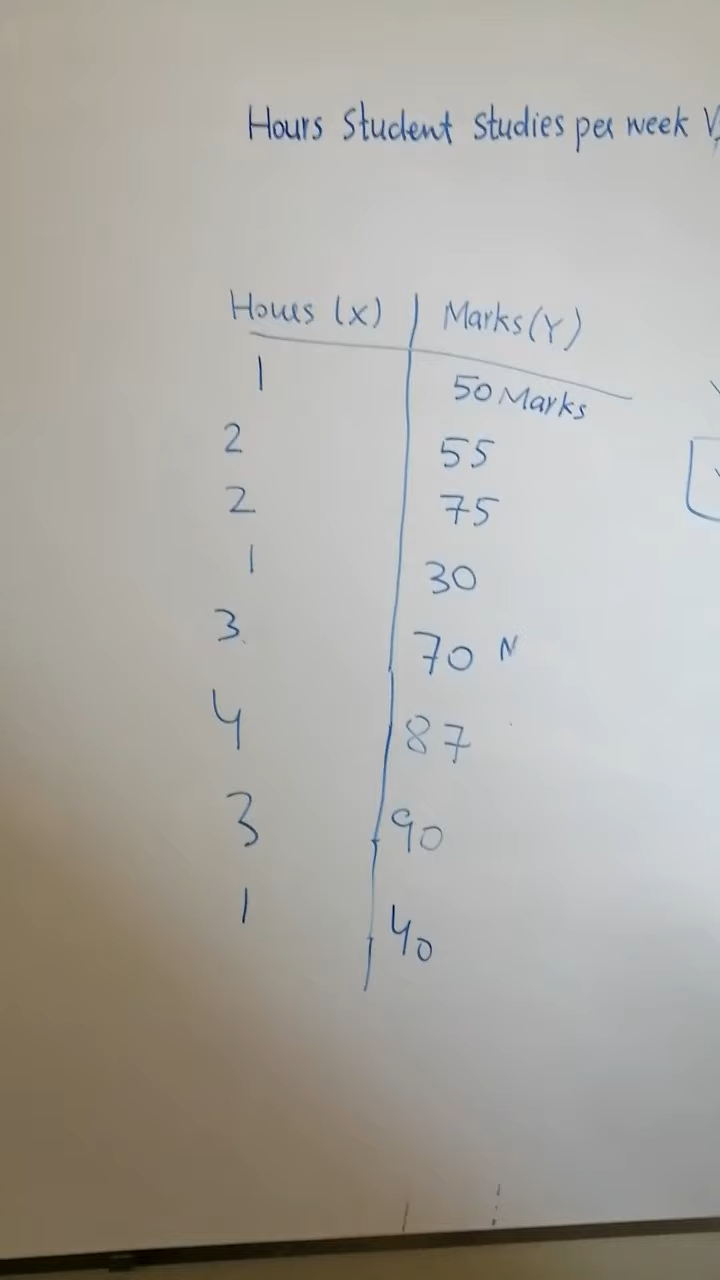 Hours Student Studies per week V
Hours (X) Marks (Y)
1 50 Marks
2 55
2 75
1 30
3 70 N
4 87
3 90
1 40